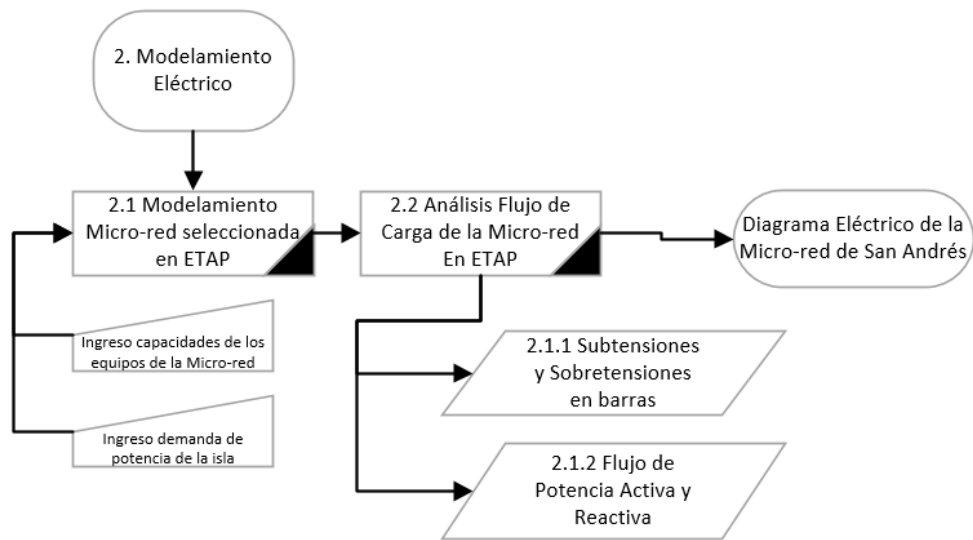 2. Modelamiento
Eléctrico
2.1 Modelamiento
Micro-red seleccionada
en ETAP
2.2 Análisis Flujo de
Carga de la Micro-red
En ETAP
Diagrama Eléctrico de la
Micro-red de San Andrés
Ingreso capacidades de los
equipos de la Micro-red
Ingreso demanda de
potencia de la isla
2.1.1 Subtensiones
y Sobretensiones
en barras
2.1.2 Flujo de
Potencia Activa y
Reactiva